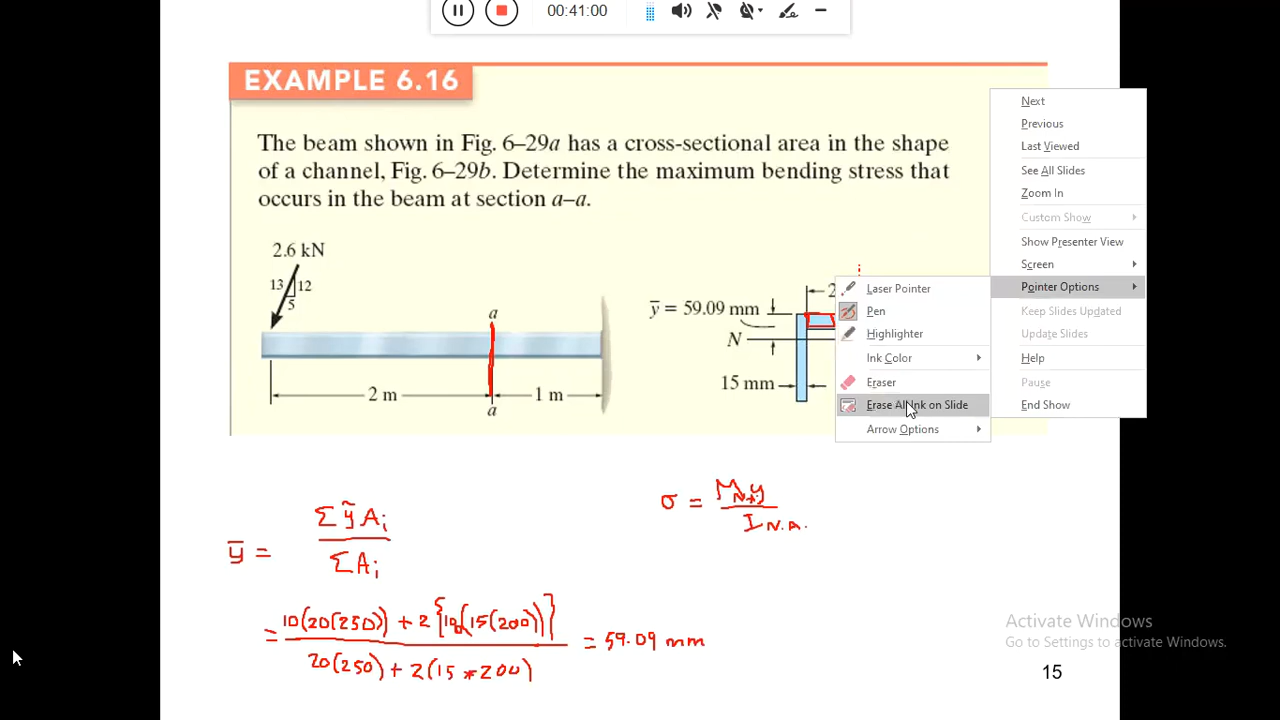 00:41:00
EXAMPLE 6.16
The beam shown in Fig. 6–29a has a cross-sectional area in the shape
of a channel, Fig. 6–29b. Determine the maximum bending stress that
occurs in the beam at section a–a.
2.6 kN
13
12
5
a
2 m
1 m
a
ȳ = 59.09 mm
N
15 mm
2
Next
Previous
Last Viewed
See All Slides
Zoom In
Custom Show
Show Presenter View
Screen
Pointer Options
Keep Slides Updated
Update Slides
Help
Pause
End Show
Laser Pointer
Pen
Highlighter
Ink Color
Eraser
Erase All Ink on Slide
Arrow Options
ȳ = Σ ỹ Ai
Σ Ai
= 10(20(250)) + 2{10(15(200))}
20(250) + 2(15*200)
= 59.09 mm
σ = M y
I N.A.
Activate Windows
Go to Settings to activate Windows.
15